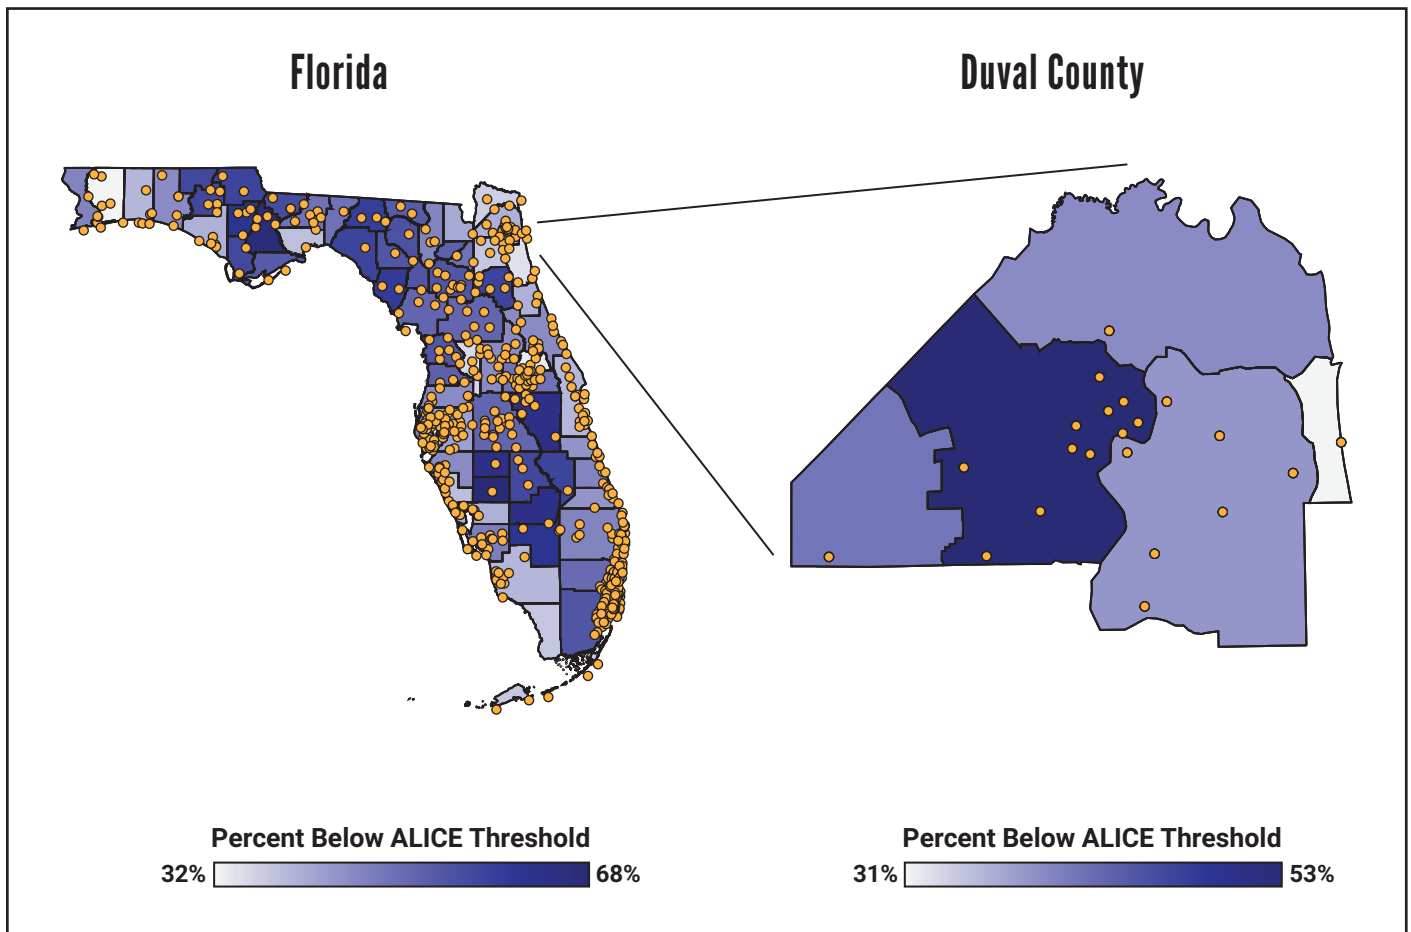 Florida
Duval County
Percent Below ALICE Threshold
32% 68%
Percent Below ALICE Threshold
31% 53%